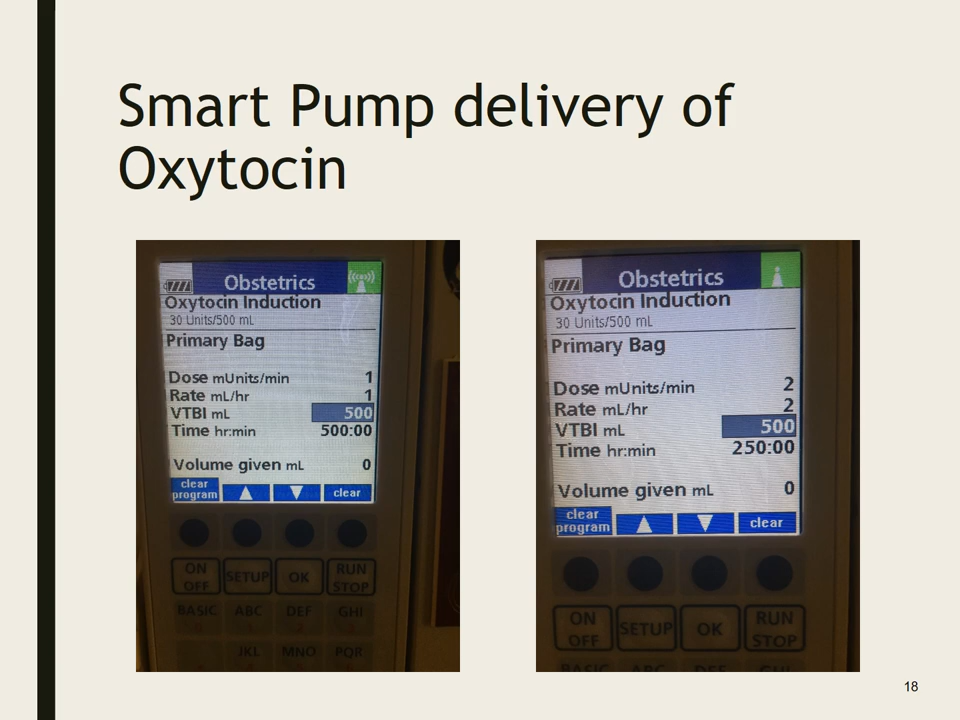 Smart Pump delivery of
Oxytocin
Obstetrics
Oxytocin Induction
30 Units/500 mL
Primary Bag
Dose mUnits/min 1
Rate mL/hr 1
VTBI mL 500
Time hr:min 500:00
Volume given mL 0
clear
program
clear
ON
OFF
SETUP
OK
RUN
STOP
BASIC ABC DEF GHI
JKL MNO PQR
Obstetrics
Oxytocin Induction
30 Units/500 mL
Primary Bag
Dose mUnits/min 2
Rate mL/hr 2
VTBI mL 500
Time hr:min 250:00
Volume given mL 0
clear
program
clear
ON
OFF
SETUP
OK
RUN
STOP
BASIC ABC DEF GHI
18